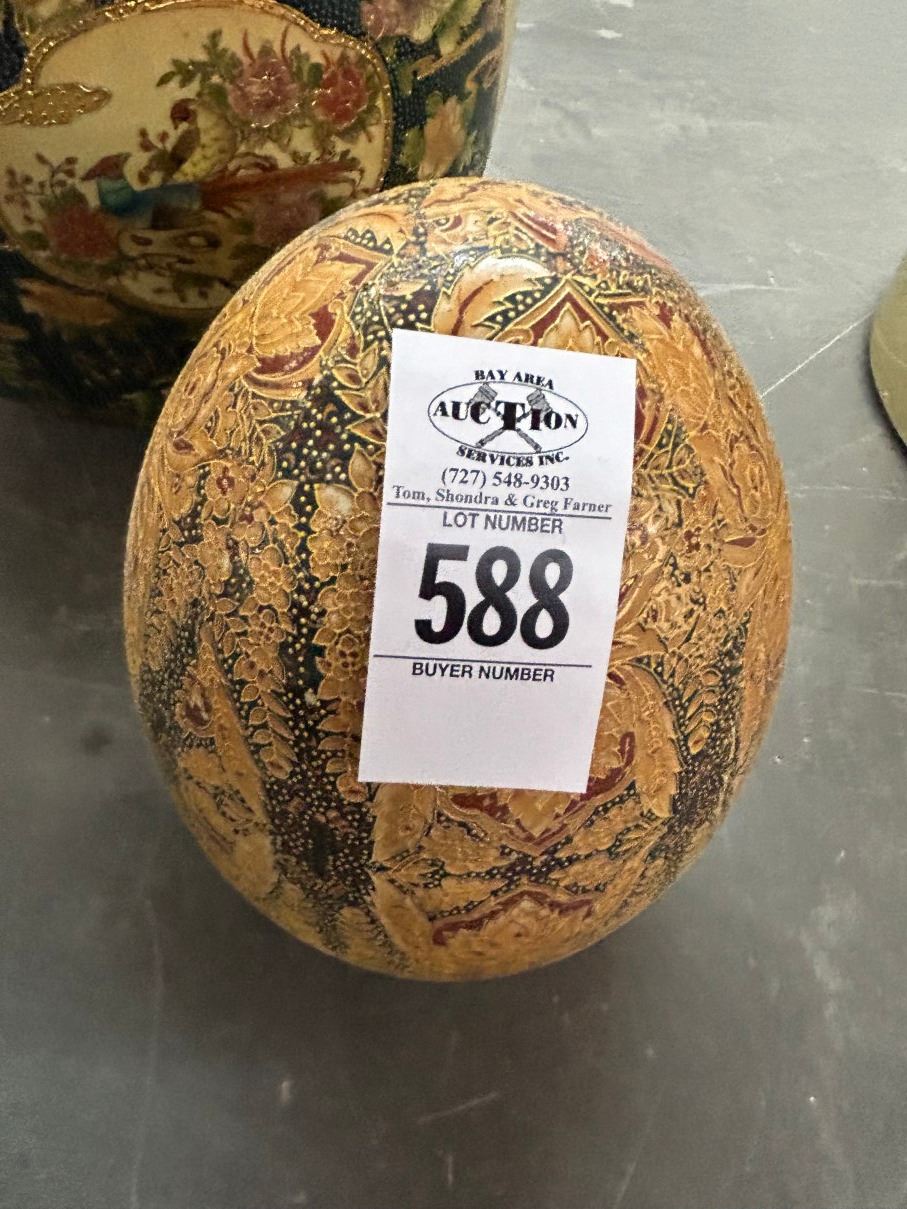 BAY AREA
AUCTION
SERVICES INC.
(727) 548-9303
Tom, Shondra & Greg Farner
LOT NUMBER
588
BUYER NUMBER